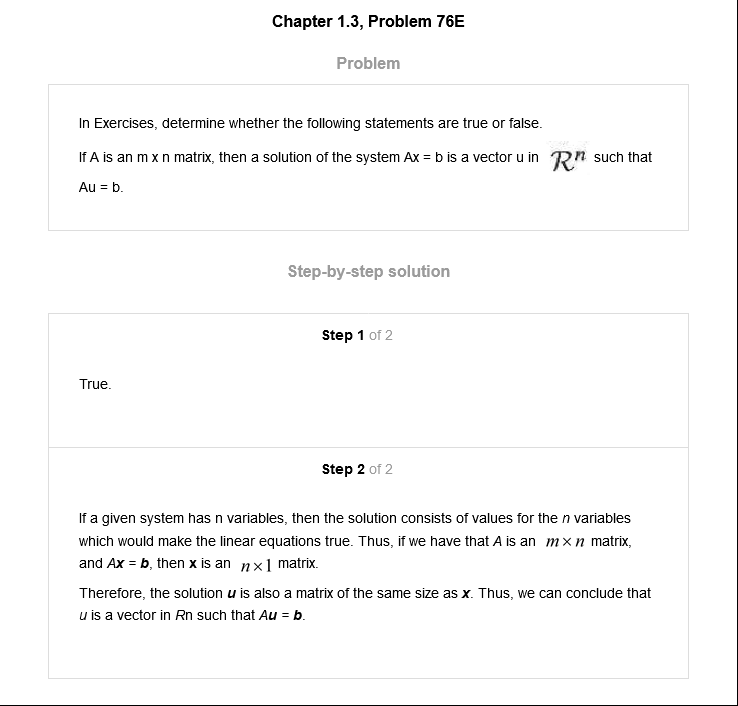 Chapter 1.3, Problem 76E
Problem
In Exercises, determine whether the following statements are true or false.
If A is an m x n matrix, then a solution of the system Ax = b is a vector u in Rⁿ such that
Au = b.
Step-by-step solution
Step 1 of 2
True.
Step 2 of 2
If a given system has n variables, then the solution consists of values for the n variables
which would make the linear equations true. Thus, if we have that A is an m × n matrix,
and Ax = b, then x is an n × 1 matrix.
Therefore, the solution u is also a matrix of the same size as x. Thus, we can conclude that
u is a vector in Rn such that Au = b.